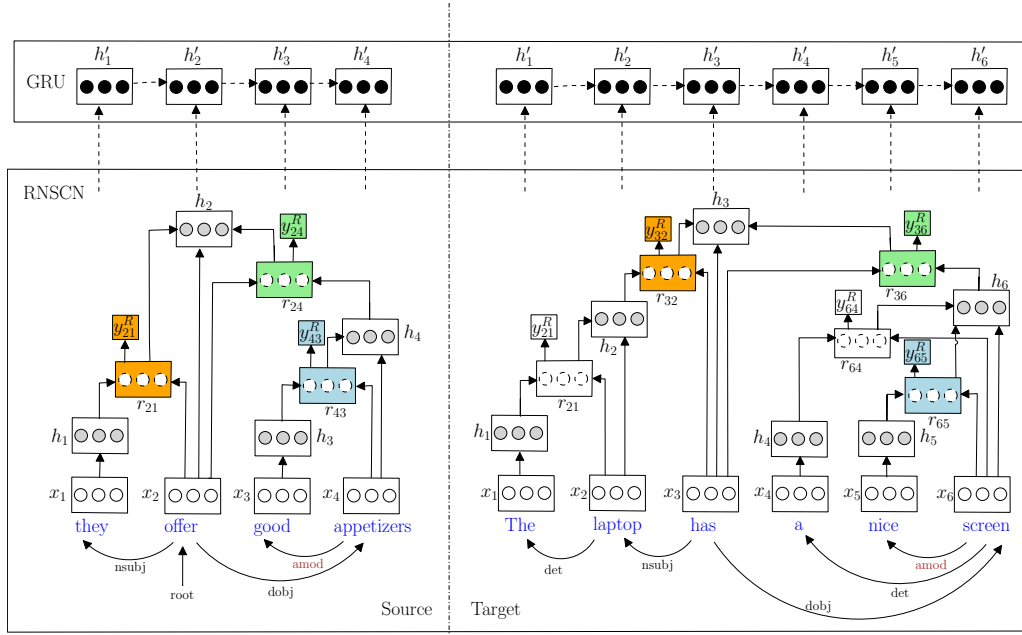 h′₁ h′₂ h′₃ h′₄ h′₁ h′₂ h′₃ h′₄ h′₅ h′₆
GRU
RNSCN
h₂ h₃
y^R_24 y^R_32 y^R_36
r₂₄ r₃₂ r₃₆ h₆
y^R_21 y^R_43 h₄ y^R_21 h₂ y^R_64
r₆₄ y^R_65
r₂₁ r₄₃ r₂₁ r₆₅
h₁ h₃ h₁ h₄ h₅
x₁ x₂ x₃ x₄ x₁ x₂ x₃ x₄ x₅ x₆
they offer good appetizers The laptop has a nice screen
nsubj amod det nsubj amod
root dobj det
dobj
Source Target